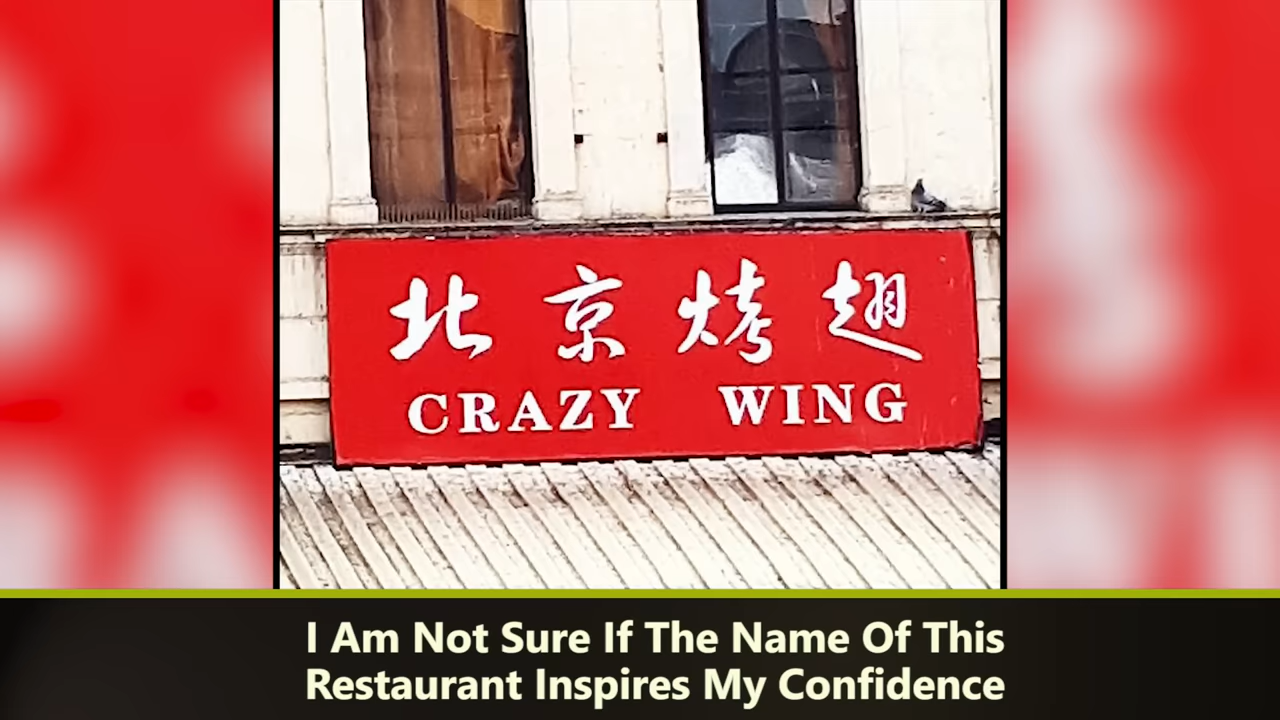 北京烤翅
CRAZY WING
I Am Not Sure If The Name Of This
Restaurant Inspires My Confidence